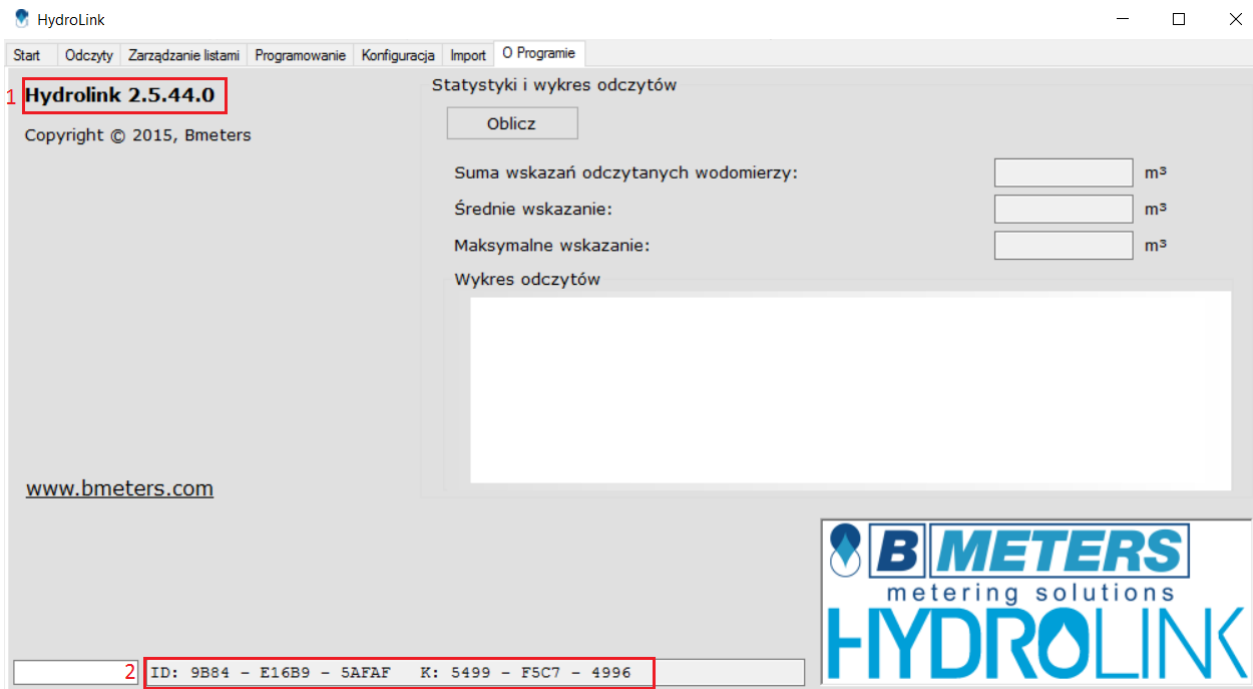 HydroLink
Start Odczyty Zarządzanie listami Programowanie Konfiguracja Import O Programie
1 Hydrolink 2.5.44.0
Copyright © 2015, Bmeters
www.bmeters.com
Statystyki i wykres odczytów
Oblicz
Suma wskazań odczytanych wodomierzy: m³
Średnie wskazanie: m³
Maksymalne wskazanie: m³
Wykres odczytów
B METERS
metering solutions
HYDROLINK
2 ID: 9B84 - E16B9 - 5AFAF K: 5499 - F5C7 - 4996